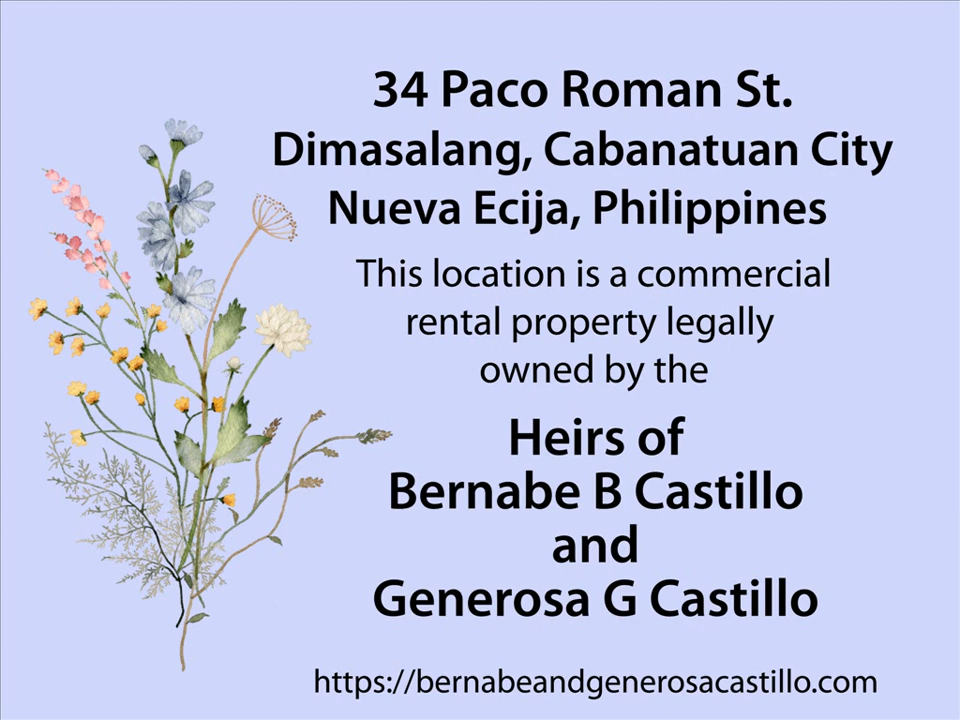 34 Paco Roman St.
Dimasalang, Cabanatuan City
Nueva Ecija, Philippines
This location is a commercial
rental property legally
owned by the
Heirs of
Bernabe B Castillo
and
Generosa G Castillo
https://bernabeandgenerosacastillo.com